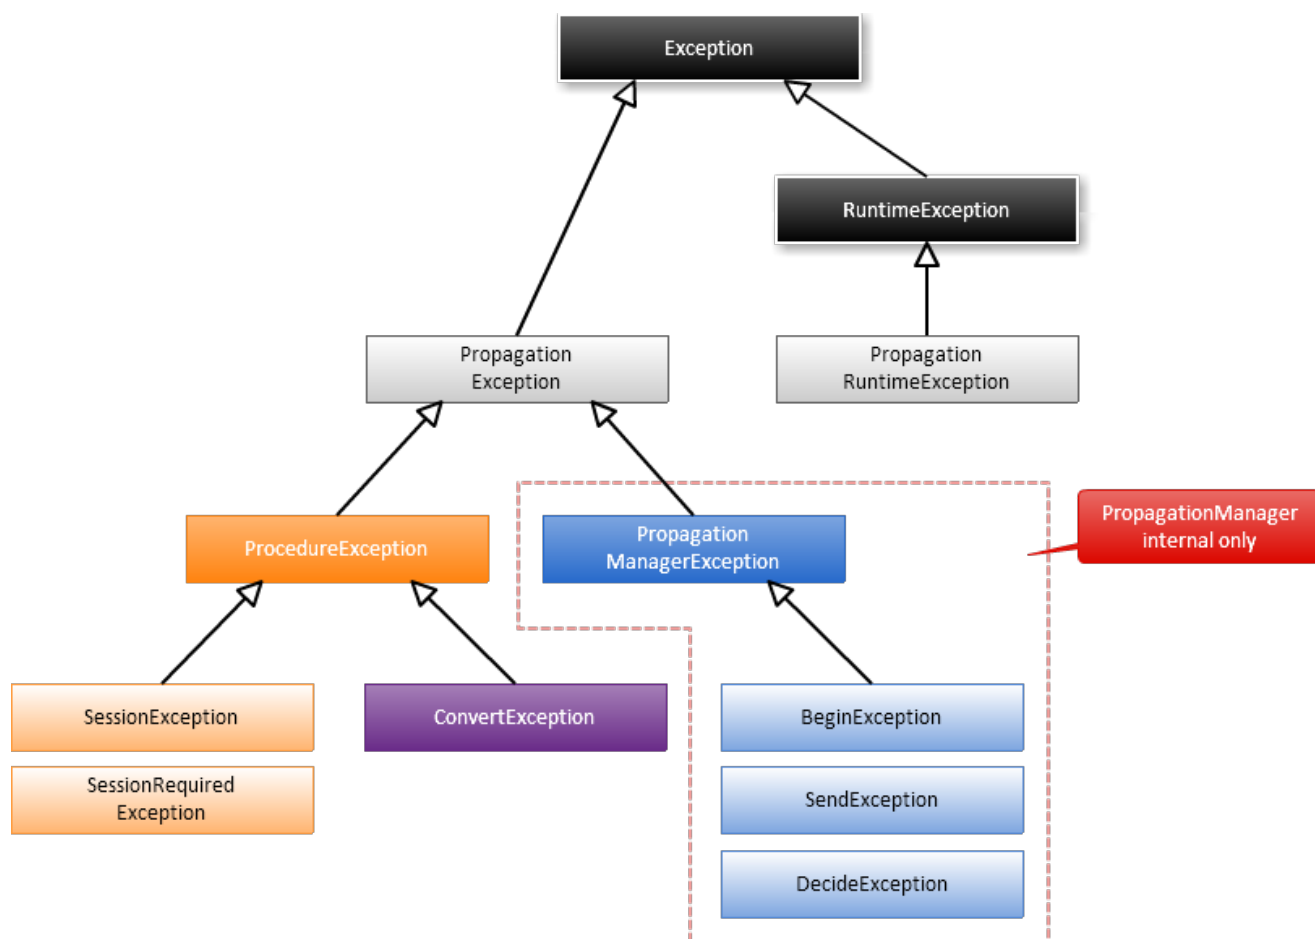 Exception
RuntimeException
Propagation
Exception
Propagation
RuntimeException
ProcedureException
Propagation
ManagerException
PropagationManager
internal only
SessionException
ConvertException
BeginException
SessionRequired
Exception
SendException
DecideException